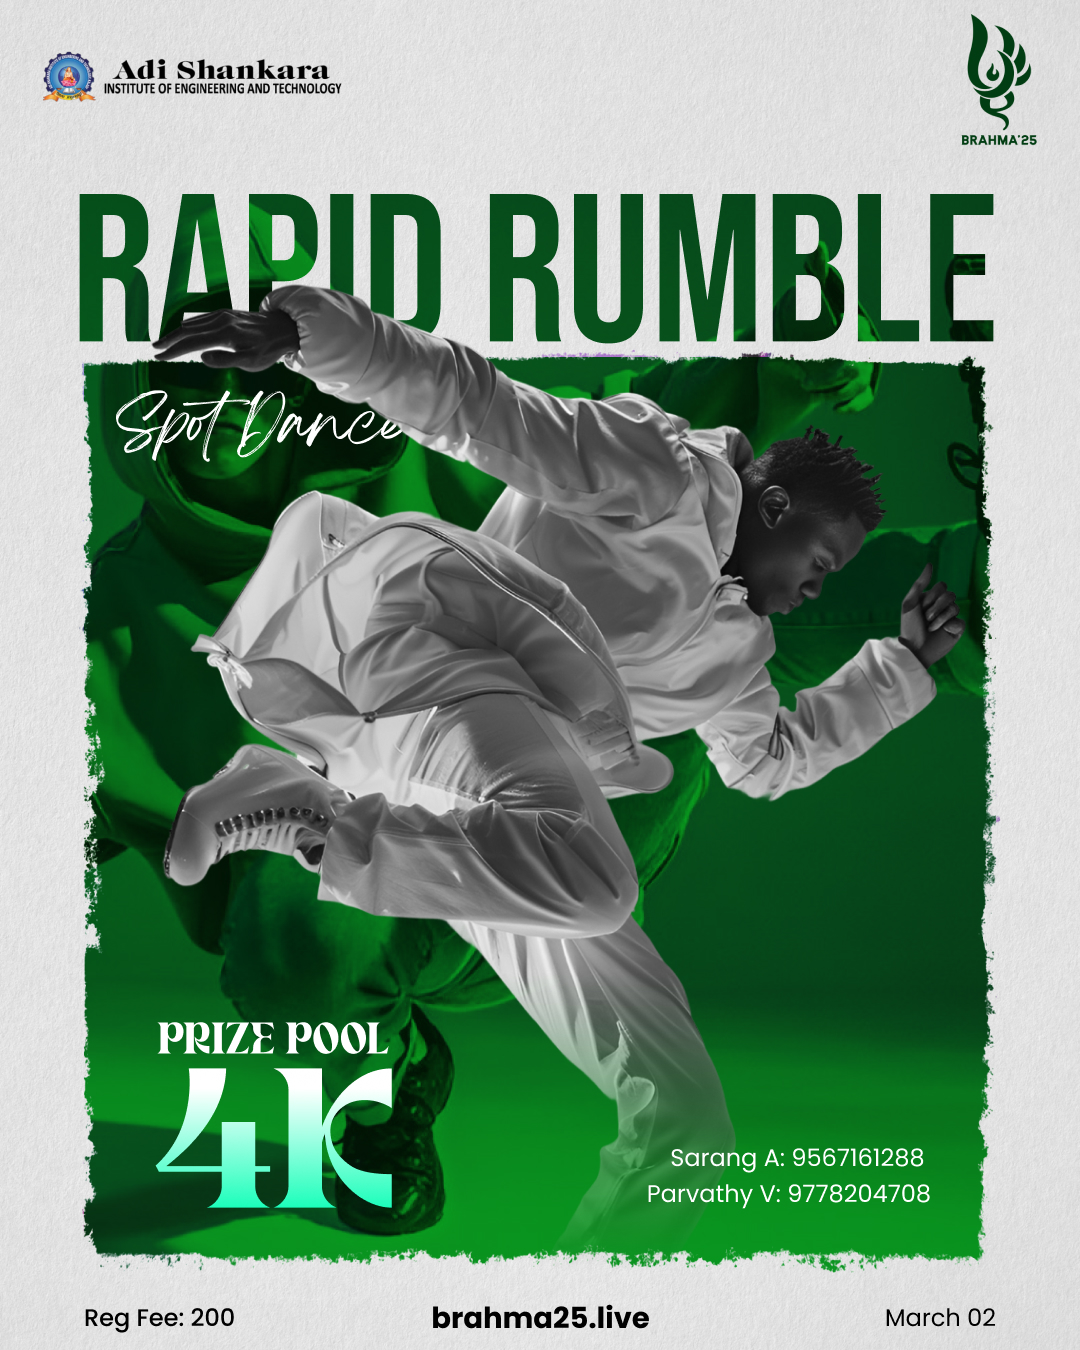 Adi Shankara
INSTITUTE OF ENGINEERING AND TECHNOLOGY
BRAHMA'25
RAPID RUMBLE
Spot Dance
PRIZE POOL
4K
Sarang A: 9567161288
Parvathy V: 9778204708
Reg Fee: 200
brahma25.live
March 02